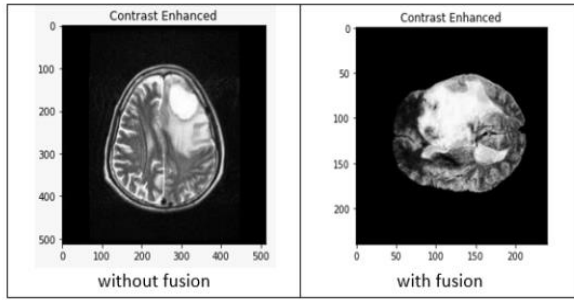 Contrast Enhanced
0
100
200
300
400
500
0 100 200 300 400 500
without fusion
Contrast Enhanced
0
50
100
150
200
0 50 100 150 200
with fusion